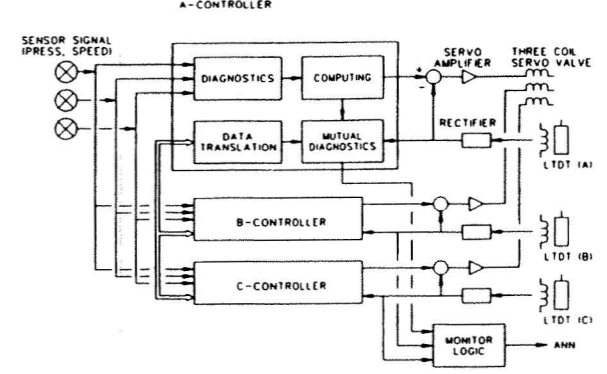 A-CONTROLLER
SENSOR SIGNAL
(PRESS, SPEED)
SERVO
AMPLIFIER
THREE COIL
SERVO VALVE
DIAGNOSTICS
COMPUTING
+
-
RECTIFIER
DATA
TRANSLATION
MUTUAL
DIAGNOSTICS
LTDT (A)
B-CONTROLLER
LTDT (B)
C-CONTROLLER
LTDT (C)
MONITOR
LOGIC
ANN